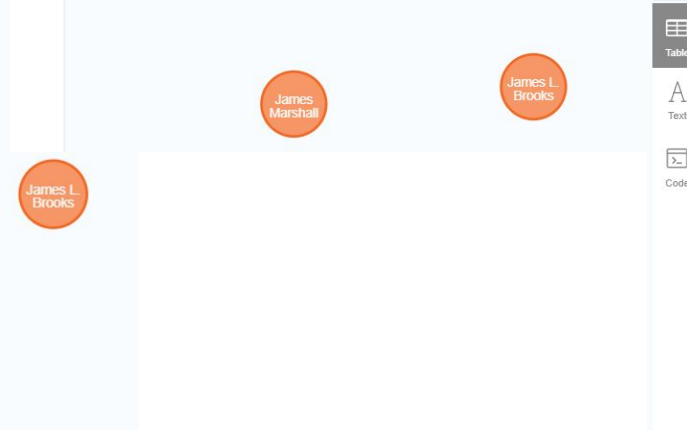 James
Marshall
James L.
Brooks
James L.
Brooks
Table
Text
Code